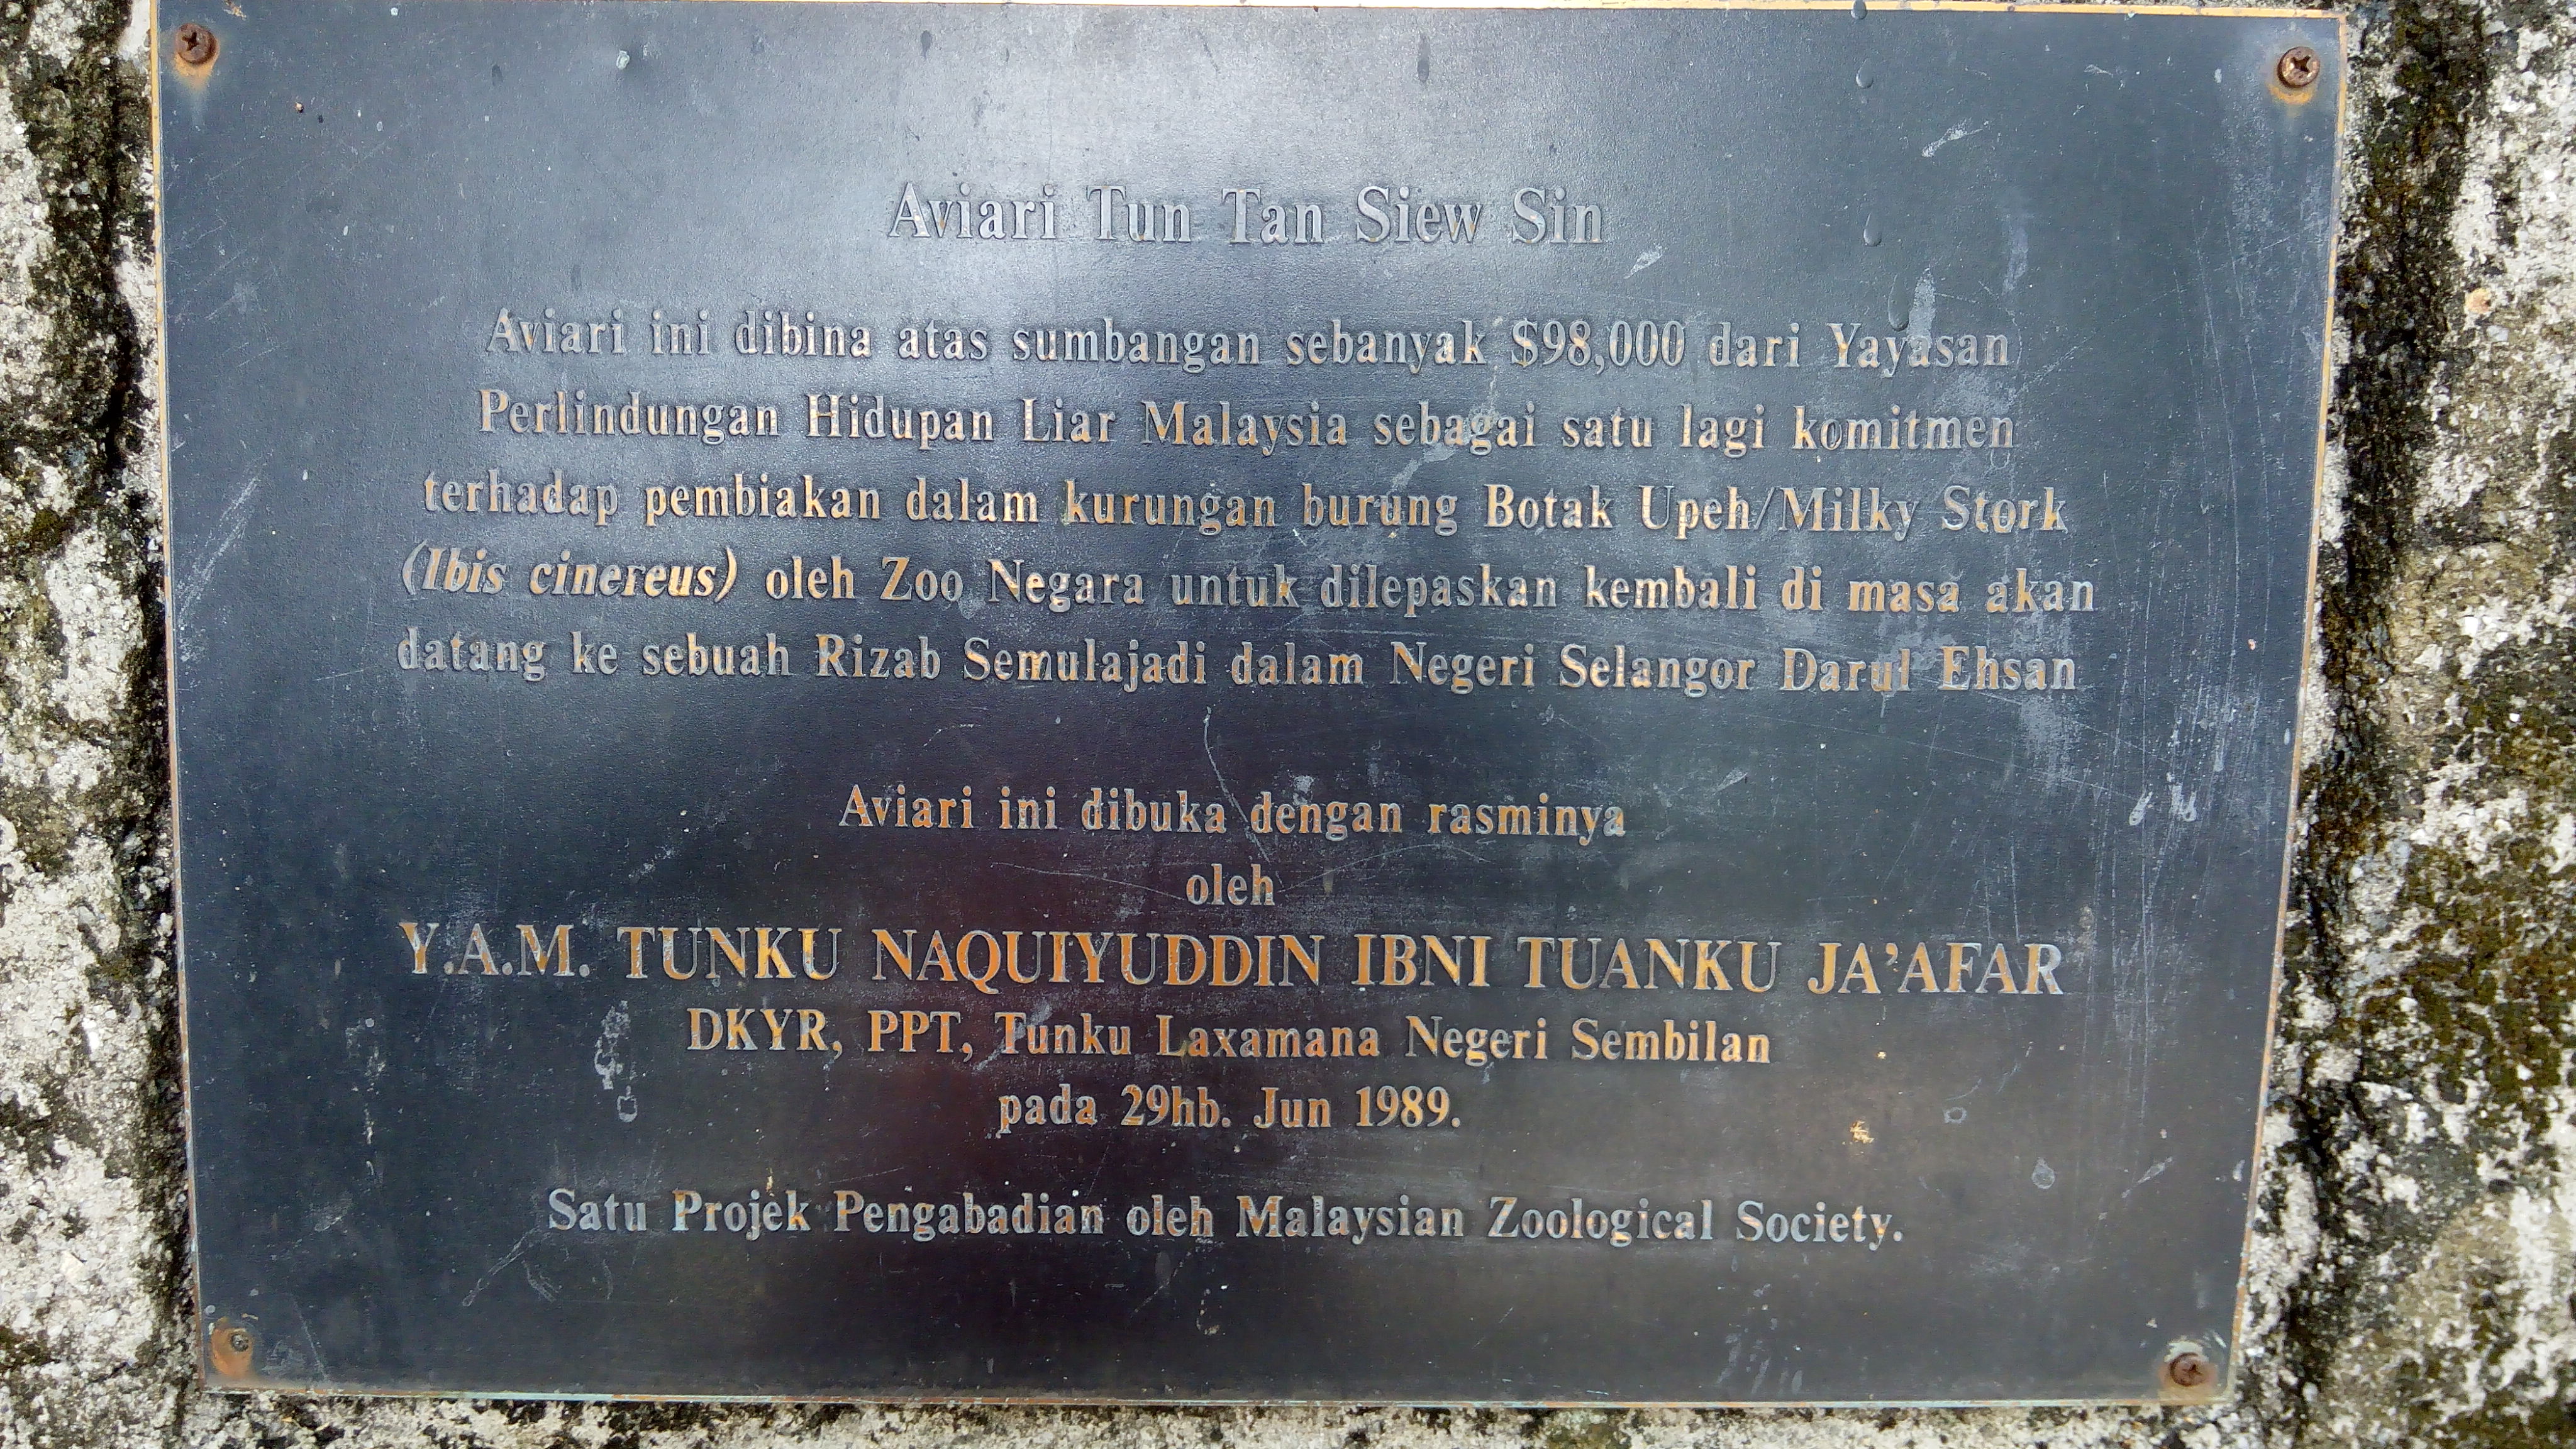 Aviari Tun Tan Siew Sin
Aviari ini dibina atas sumbangan sebanyak $98,000 dari Yayasan
Perlindungan Hidupan Liar Malaysia sebagai satu lagi komitmen
terhadap pembiakan dalam kurungan burung Botak Upeh/Milky Stork
(Ibis cinereus) oleh Zoo Negara untuk dilepaskan kembali di masa akan
datang ke sebuah Rizab Semulajadi dalam Negeri Selangor Darul Ehsan
Aviari ini dibuka dengan rasminya
oleh
Y.A.M. TUNKU NAQUIYUDDIN IBNI TUANKU JA'AFAR
DKYR, PPT, Tunku Laxamana Negeri Sembilan
pada 29hb. Jun 1989.
Satu Projek Pengabadian oleh Malaysian Zoological Society.